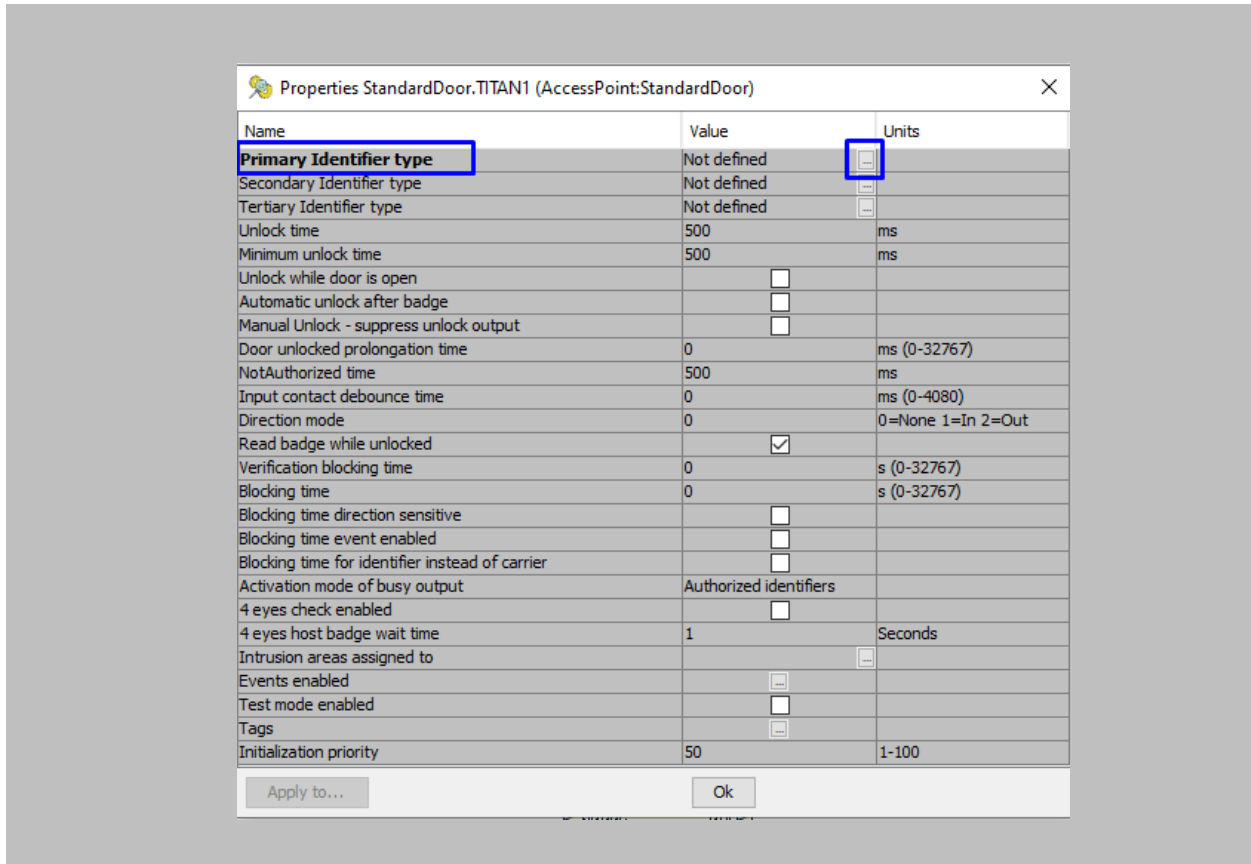 Properties StandardDoor.TITAN1 (AccessPoint:StandardDoor)
Name Value Units
Primary Identifier type Not defined ...
Secondary Identifier type Not defined ...
Tertiary Identifier type Not defined ...
Unlock time 500 ms
Minimum unlock time 500 ms
Unlock while door is open
Automatic unlock after badge
Manual Unlock - suppress unlock output
Door unlocked prolongation time 0 ms (0-32767)
NotAuthorized time 500 ms
Input contact debounce time 0 ms (0-4080)
Direction mode 0 0=None 1=In 2=Out
Read badge while unlocked
Verification blocking time 0 s (0-32767)
Blocking time 0 s (0-32767)
Blocking time direction sensitive
Blocking time event enabled
Blocking time for identifier instead of carrier
Activation mode of busy output Authorized identifiers
4 eyes check enabled
4 eyes host badge wait time 1 Seconds
Intrusion areas assigned to ...
Events enabled ...
Test mode enabled
Tags ...
Initialization priority 50 1-100
Apply to... Ok